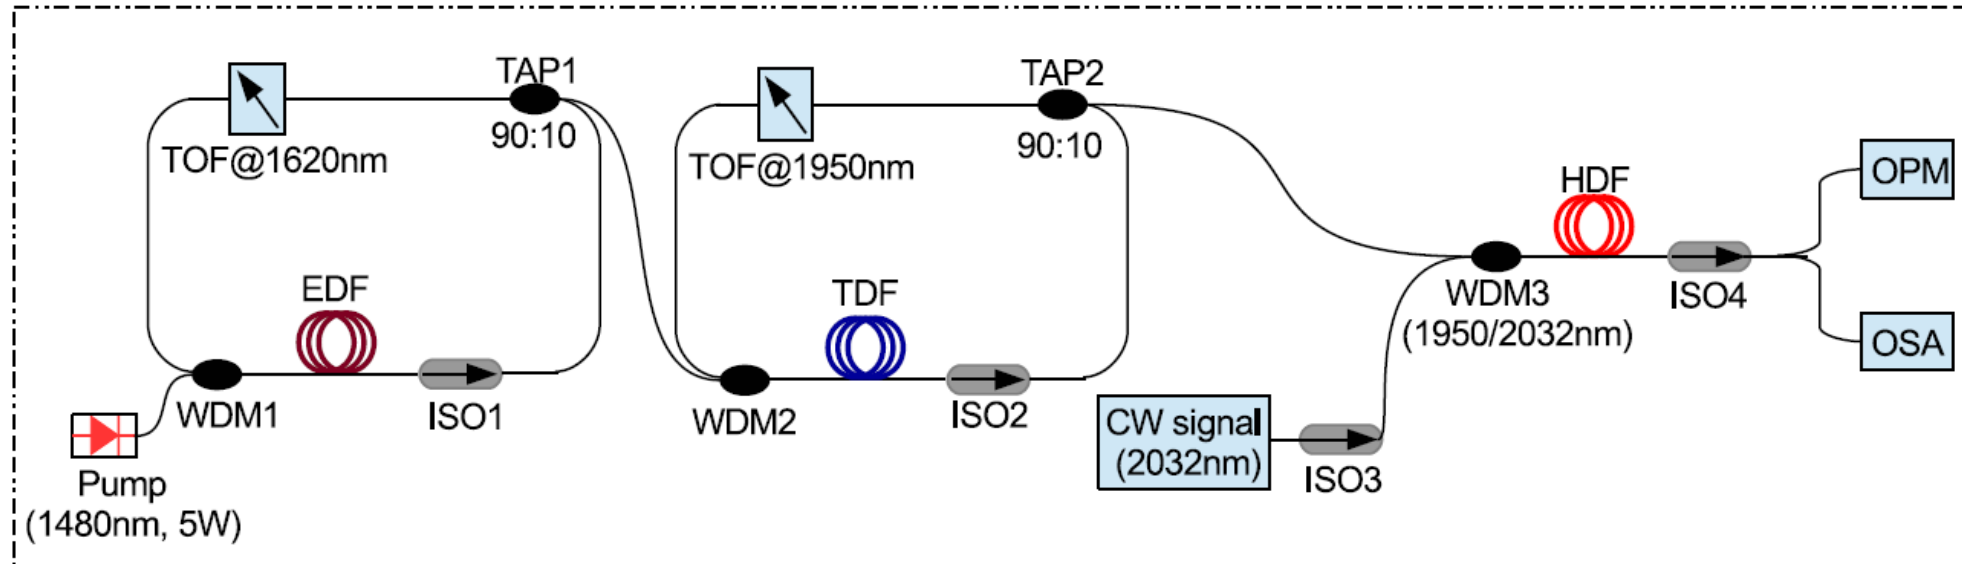 TAP1
90:10
TOF@1620nm
EDF
WDM1
ISO1
Pump
(1480nm, 5W)
TAP2
90:10
TOF@1950nm
TDF
WDM2
ISO2
CW signal
(2032nm)
ISO3
HDF
WDM3
(1950/2032nm)
ISO4
OPM
OSA